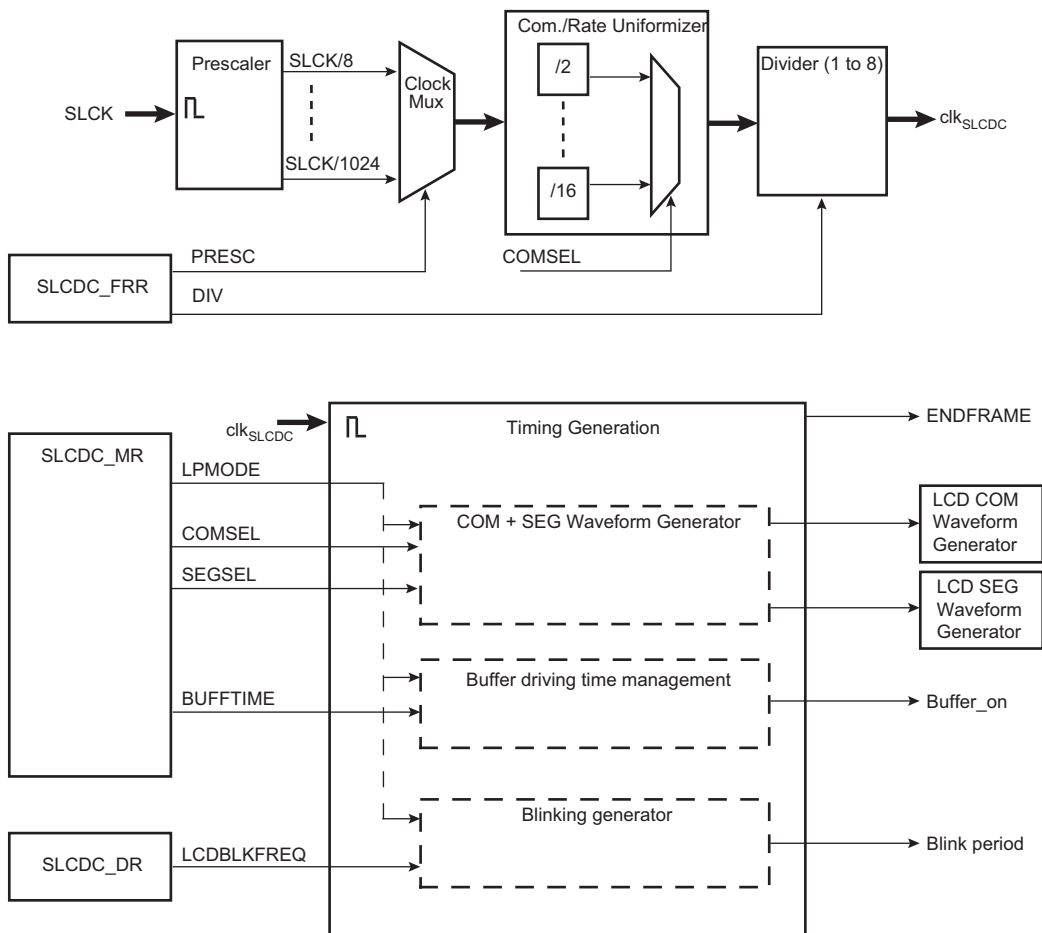 Com./Rate Uniformizer
Prescaler
SLCK/8
Clock
Mux
/2
Divider (1 to 8)
SLCK
clkSLCDC
SLCK/1024
/16
PRESC
COMSEL
SLCDC_FRR
DIV
clkSLCDC
Timing Generation
ENDFRAME
SLCDC_MR
LPMODE
COM + SEG Waveform Generator
LCD COM
Waveform
Generator
COMSEL
SEGSEL
LCD SEG
Waveform
Generator
Buffer driving time management
BUFFTIME
Buffer_on
Blinking generator
SLCDC_DR
LCDBLKFREQ
Blink period